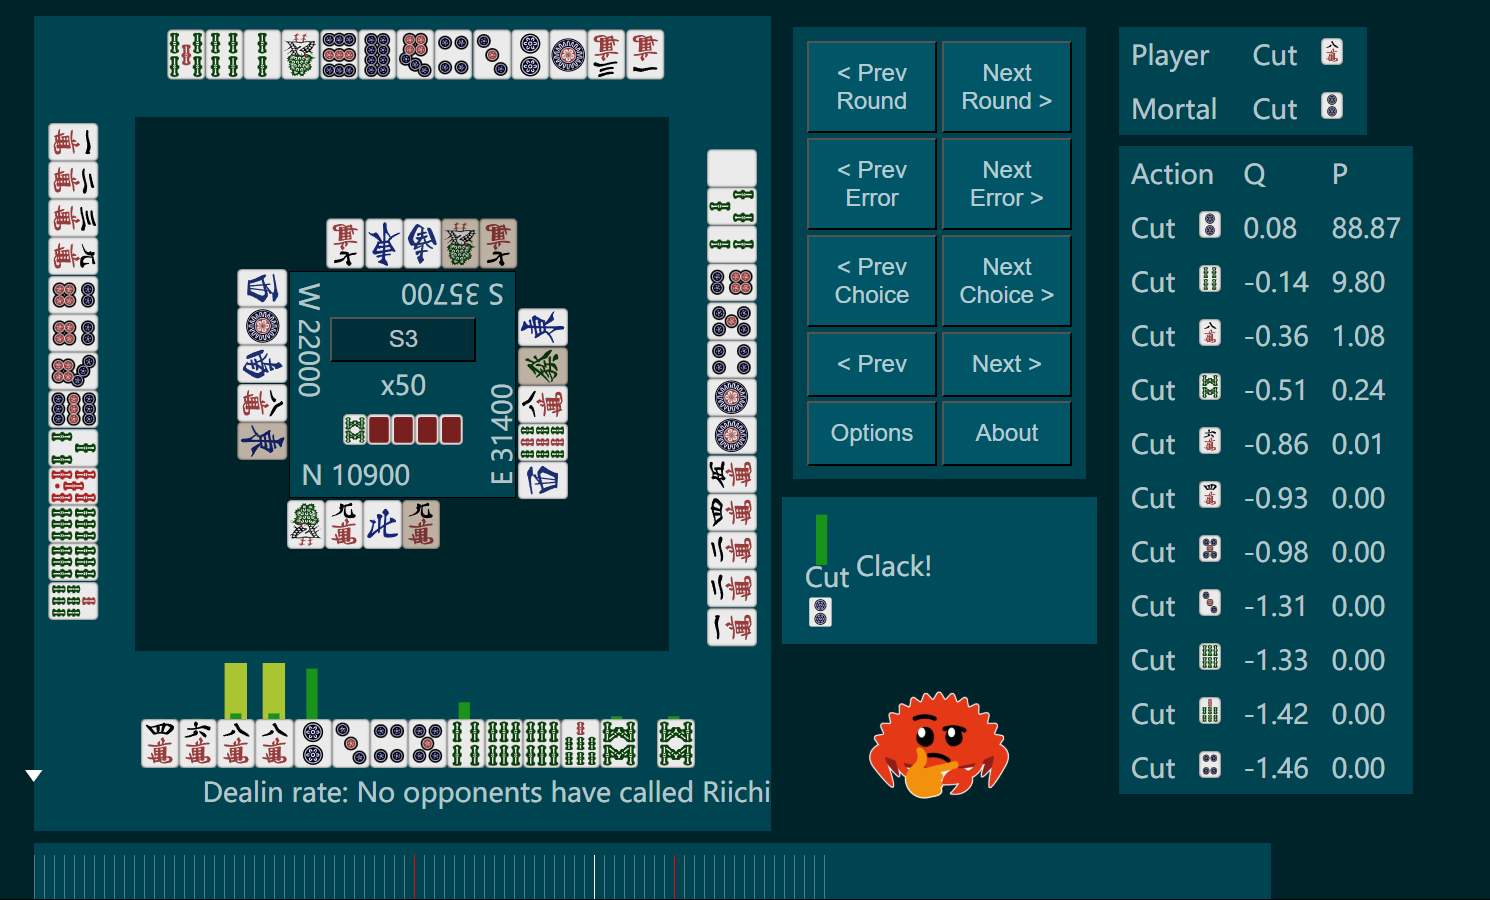 S 35700
W 22000
S3
x50
E 31400
N 10900
Dealin rate: No opponents have called Riichi
< Prev
Round
Next
Round >
< Prev
Error
Next
Error >
< Prev
Choice
Next
Choice >
< Prev
Next >
Options
About
Cut
Clack!
Player Cut
Mortal Cut
Action Q P
Cut 0.08 88.87
Cut -0.14 9.80
Cut -0.36 1.08
Cut -0.51 0.24
Cut -0.86 0.01
Cut -0.93 0.00
Cut -0.98 0.00
Cut -1.31 0.00
Cut -1.33 0.00
Cut -1.42 0.00
Cut -1.46 0.00